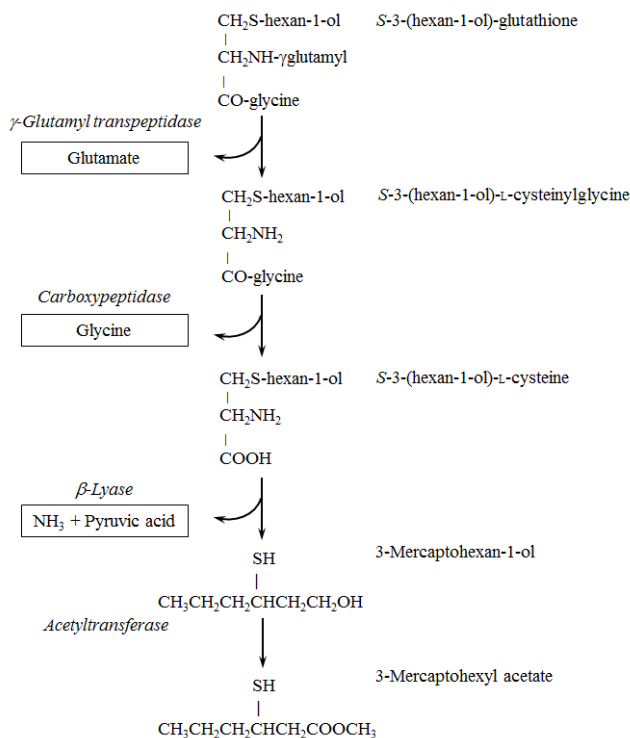 CH₂S-hexan-1-ol S-3-(hexan-1-ol)-glutathione
|
CH₂NH-γglutamyl
|
CO-glycine
γ-Glutamyl transpeptidase
Glutamate
CH₂S-hexan-1-ol S-3-(hexan-1-ol)-L-cysteinylglycine
|
CH₂NH₂
|
CO-glycine
Carboxypeptidase
Glycine
CH₂S-hexan-1-ol S-3-(hexan-1-ol)-L-cysteine
|
CH₂NH₂
|
COOH
β-Lyase
NH₃ + Pyruvic acid
3-Mercaptohexan-1-ol
SH
|
CH₃CH₂CH₂CHCH₂CH₂OH
Acetyltransferase
3-Mercaptohexyl acetate
SH
|
CH₃CH₂CH₂CHCH₂COOCH₃